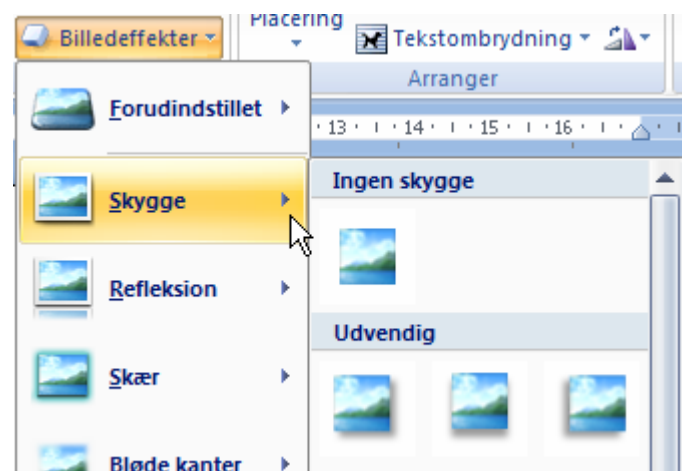 Billedeffekter
Placering
Tekstombrydning
Arranger
Forudindstillet
13 14 15 16
Skygge
Ingen skygge
Refleksion
Udvendig
Skær
Bløde kanter